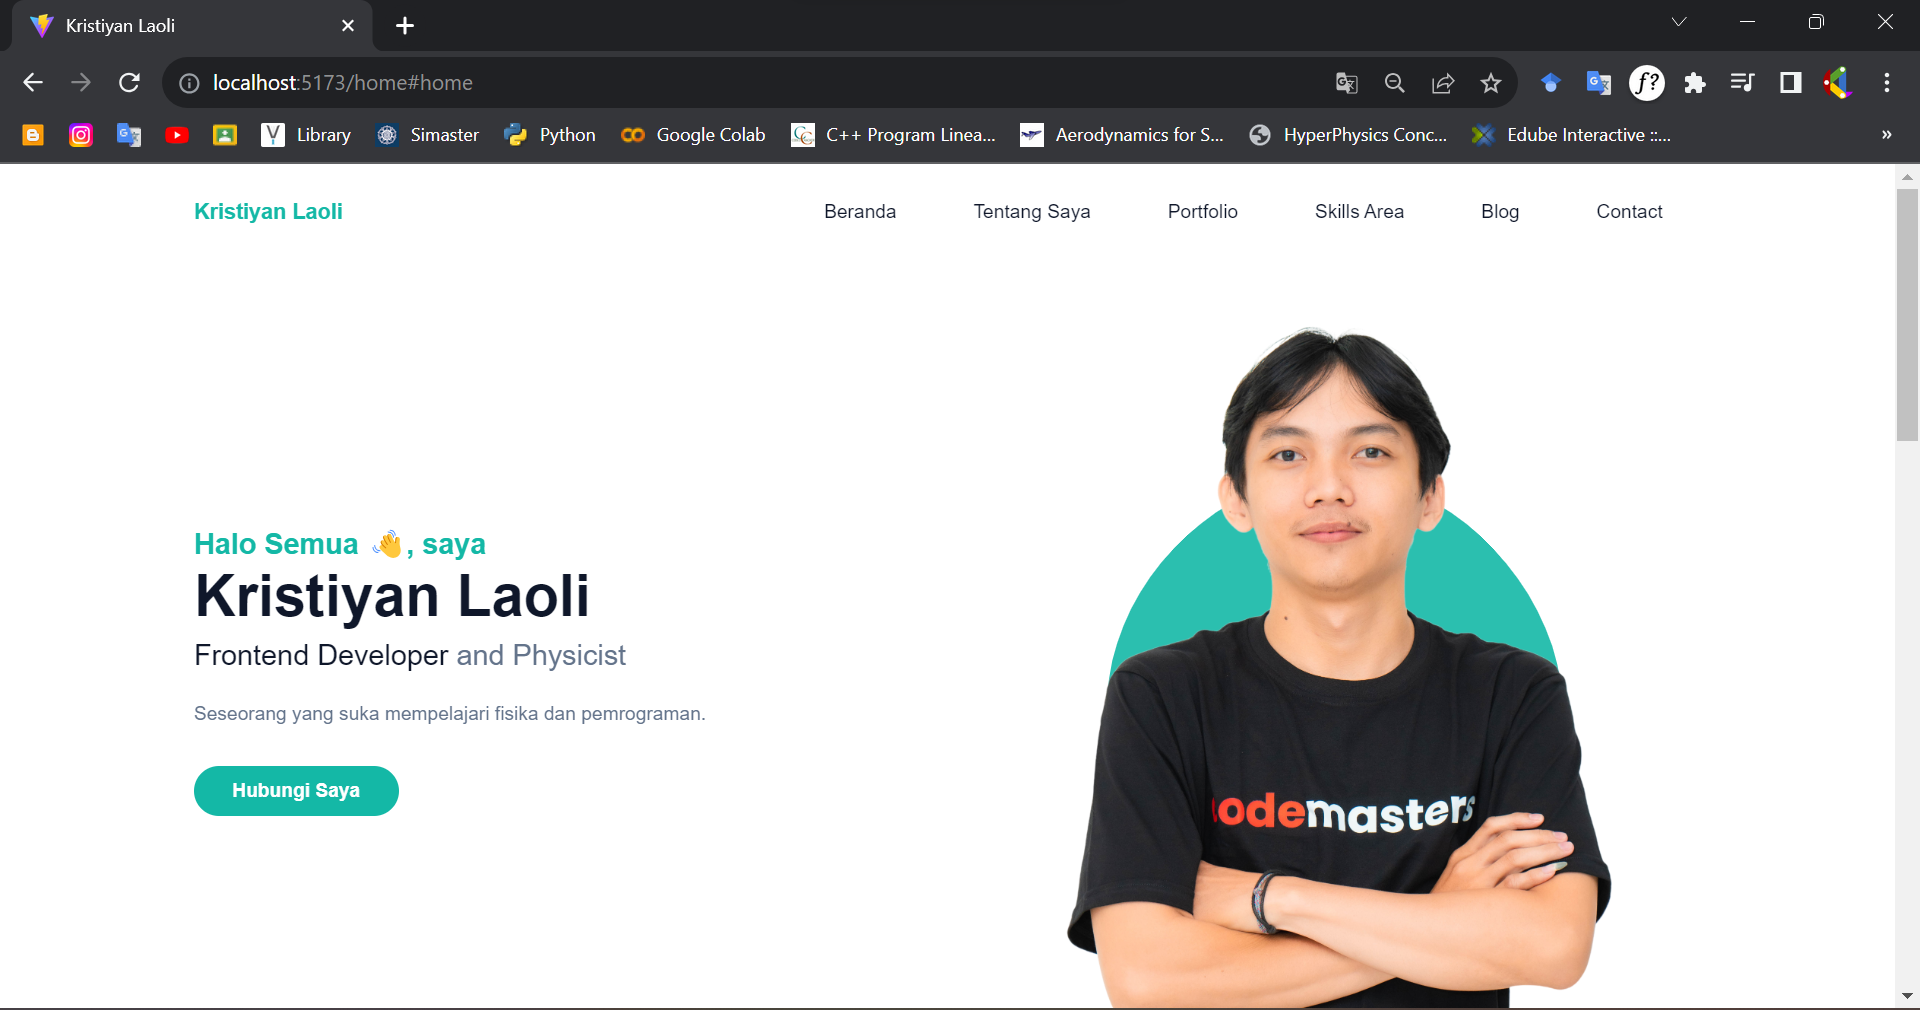 Kristiyan Laoli
localhost:5173/home#home
f?
Library
Simaster
Python
Google Colab
C++ Program Linea...
Aerodynamics for S...
HyperPhysics Conc...
Edube Interactive ::...
»
Kristiyan Laoli
Beranda
Tentang Saya
Portfolio
Skills Area
Blog
Contact
Halo Semua 👋, saya
Kristiyan Laoli
Frontend Developer and Physicist
Seseorang yang suka mempelajari fisika dan pemrograman.
Hubungi Saya
codemasters